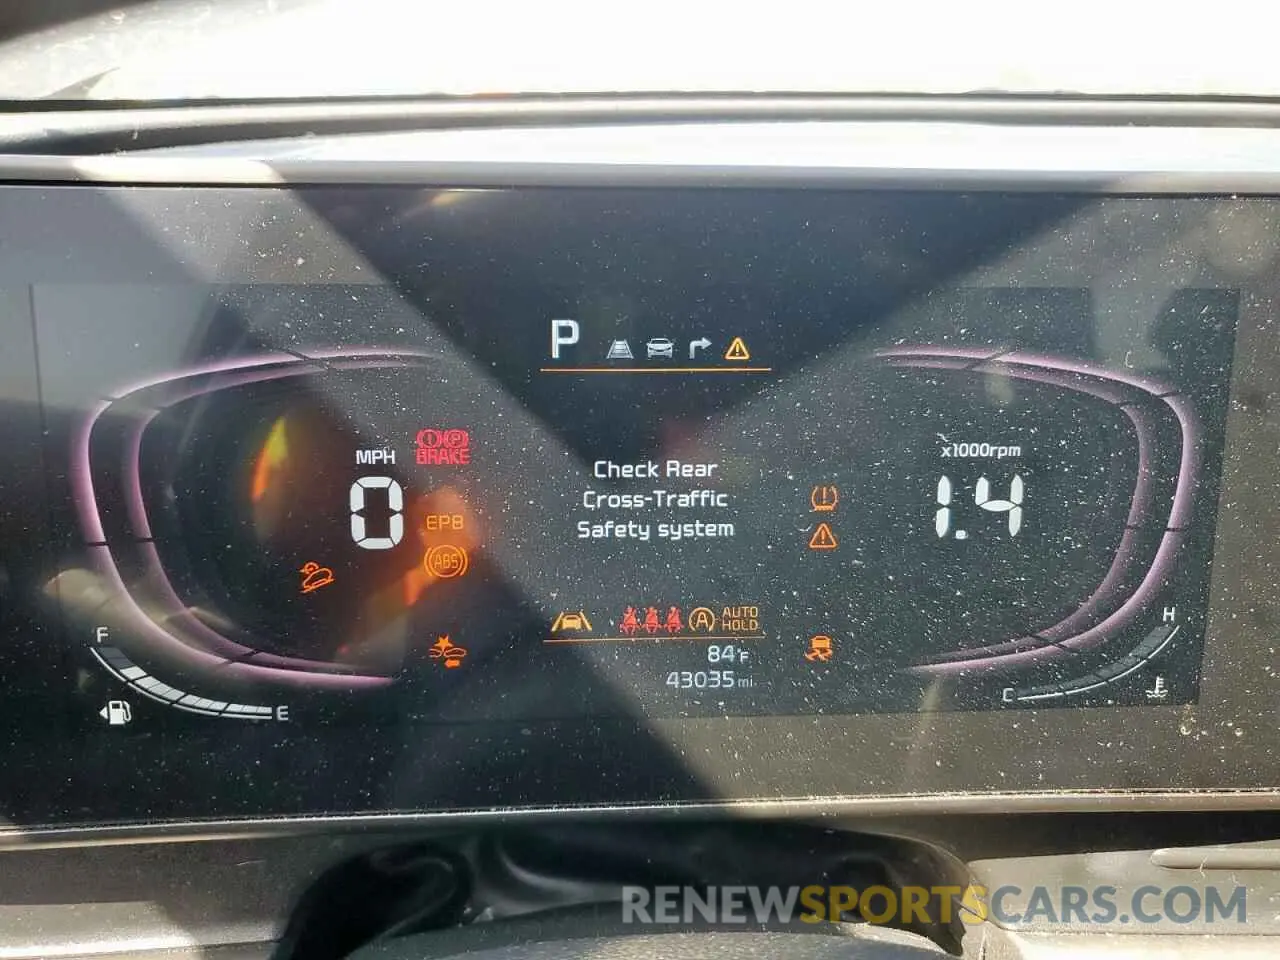 P
MPH
0
BRAKE
EPB
ABS
Check Rear
Cross-Traffic
Safety system
x1000rpm
1.4
A
AUTO
HOLD
84°F
43035 mi
F
E
H
C
RENEWSPORTSCARS.COM